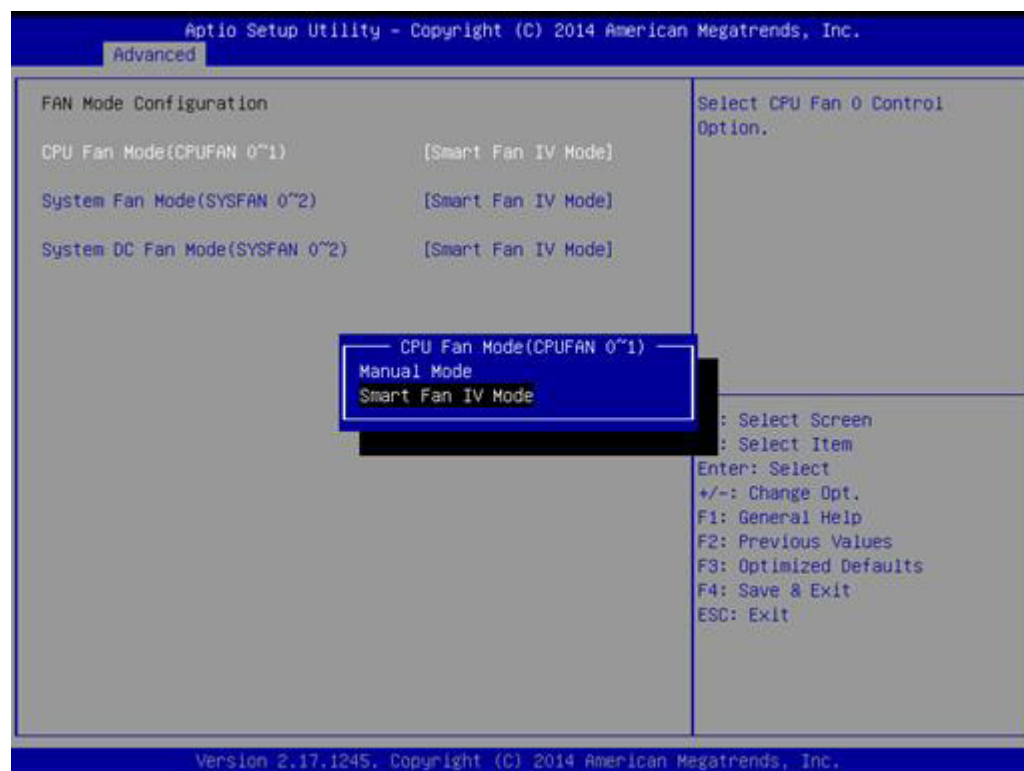 Aptio Setup Utility - Copyright (C) 2014 American Megatrends, Inc.
Advanced
FAN Mode Configuration
CPU Fan Mode(CPUFAN 0~1) [Smart Fan IV Mode]
System Fan Mode(SYSFAN 0~2) [Smart Fan IV Mode]
System DC Fan Mode(SYSFAN 0~2) [Smart Fan IV Mode]
CPU Fan Mode(CPUFAN 0~1)
Manual Mode
Smart Fan IV Mode
Select CPU Fan 0 Control
Option.
: Select Screen
: Select Item
Enter: Select
+/-: Change Opt.
F1: General Help
F2: Previous Values
F3: Optimized Defaults
F4: Save & Exit
ESC: Exit
Version 2.17.1245. Copyright (C) 2014 American Megatrends, Inc.